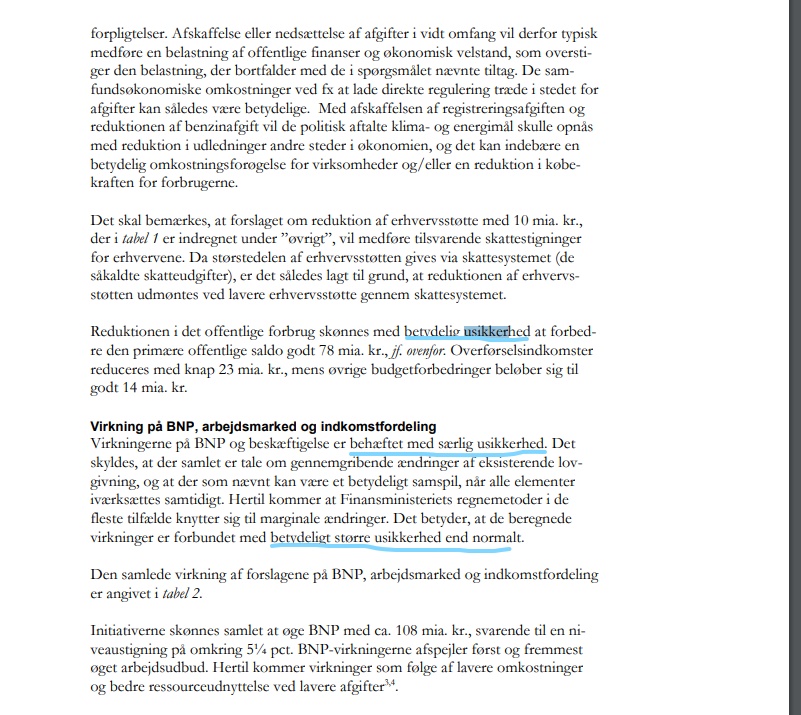 forpligtelser. Afskaffelse eller nedsættelse af afgifter i vidt omfang vil derfor typisk
medføre en belastning af offentlige finanser og økonomisk velstand, som oversti-
ger den belastning, der bortfalder med de i spørgsmålet nævnte tiltag. De sam-
fundsøkonomiske omkostninger ved fx at lade direkte regulering træde i stedet for
afgifter kan således være betydelige.  Med afskaffelsen af registreringsafgiften og
reduktionen af benzinafgift vil de politisk aftalte klima- og energimål skulle opnås
med reduktion i udledninger andre steder i økonomien, og det kan indebære en
betydelig omkostningsforøgelse for virksomheder og/eller en reduktion i købe-
kraften for forbrugerne.
Det skal bemærkes, at forslaget om reduktion af erhvervsstøtte med 10 mia. kr.,
der i tabel 1 er indregnet under ”øvrigt”, vil medføre tilsvarende skattestigninger
for erhvervene. Da størstedelen af erhvervsstøtten gives via skattesystemet (de
såkaldte skatteudgifter), er det således lagt til grund, at reduktionen af erhvervs-
støtten udmøntes ved lavere erhvervsstøtte gennem skattesystemet.
Reduktionen i det offentlige forbrug skønnes med betydelig usikkerhed at forbed-
re den primære offentlige saldo godt 78 mia. kr., jf. ovenfor. Overførselsindkomster
reduceres med knap 23 mia. kr., mens øvrige budgetforbedringer beløber sig til
godt 14 mia. kr.
Virkning på BNP, arbejdsmarked og indkomstfordeling
Virkningerne på BNP og beskæftigelse er behæftet med særlig usikkerhed. Det
skyldes, at der samlet er tale om gennemgribende ændringer af eksisterende lov-
givning, og at der som nævnt kan være et betydeligt samspil, når alle elementer
iværksættes samtidigt. Hertil kommer at Finansministeriets regnemetoder i de
fleste tilfælde knytter sig til marginale ændringer. Det betyder, at de beregnede
virkninger er forbundet med betydeligt større usikkerhed end normalt.
Den samlede virkning af forslagene på BNP, arbejdsmarked og indkomstfordeling
er angivet i tabel 2.
Initiativerne skønnes samlet at øge BNP med ca. 108 mia. kr., svarende til en ni-
veaustigning på omkring 5¼ pct. BNP-virkningerne afspejler først og fremmest
øget arbejdsudbud. Hertil kommer virkninger som følge af lavere omkostninger
og bedre ressourceudnyttelse ved lavere afgifter³,⁴.